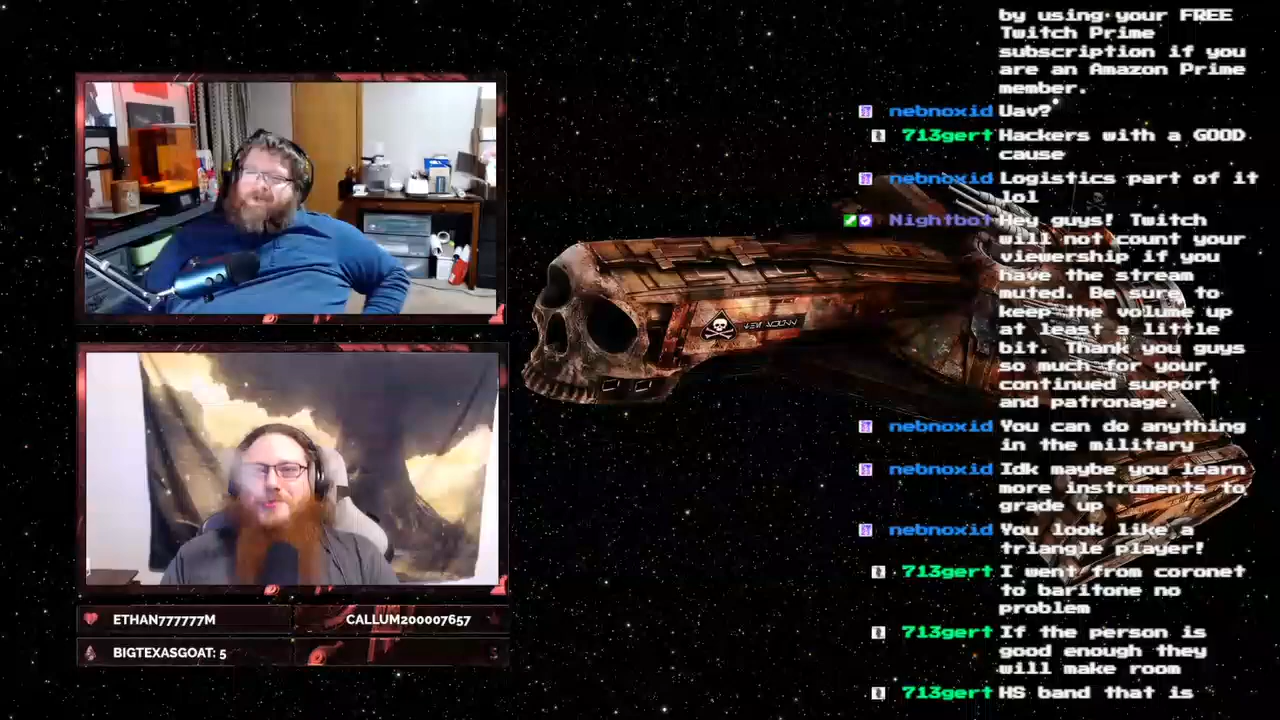 by using your FREE
Twitch Prime
subscription if you
are an Amazon Prime
member.
nebnoxid Uav?
713gert Hackers with a GOOD
cause
nebnoxid Logistics part of it
lol
Nightbot Hey guys! Twitch
will not count your
viewership if you
have the stream
muted. Be sure to
keep the volume up
at least a little
bit. Thank you guys
so much for your
continued support
and patronage.
nebnoxid You can do anything
in the military
nebnoxid Idk maybe you learn
more instruments to
grade up
nebnoxid You look like a
triangle player!
713gert I went from coronet
to baritone no
problem
713gert If the person is
good enough they
will make room
713gert HS band that is
ETHAN777777M CALLUM200007657
BIGTEXASGOAT: 5